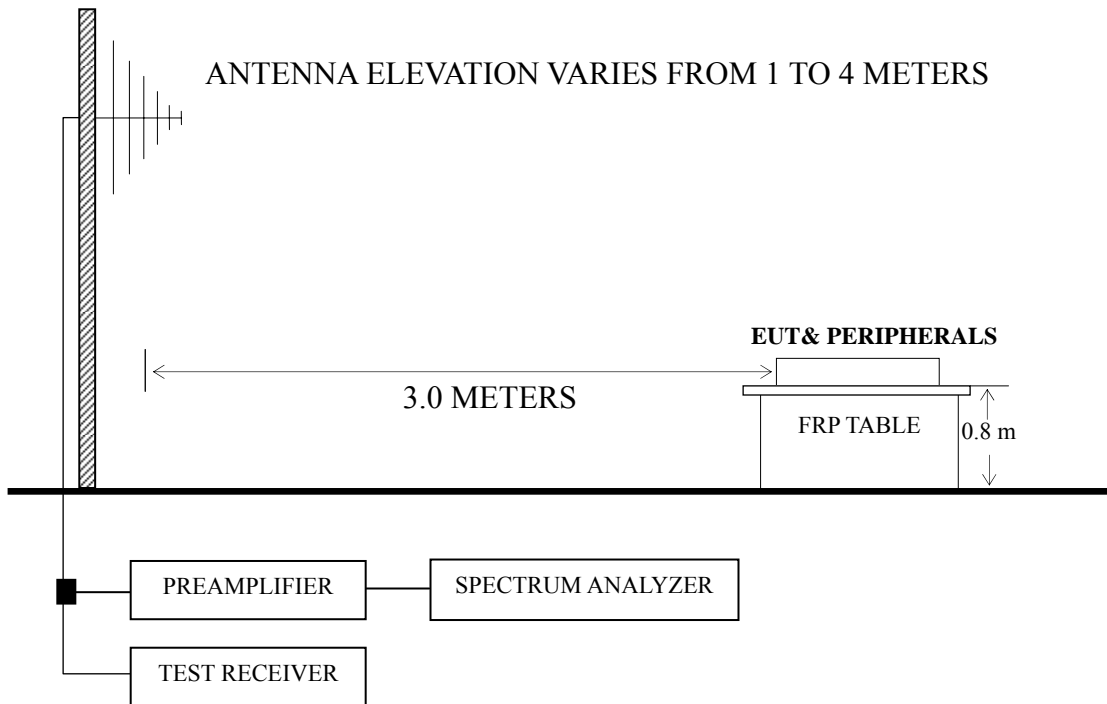 ANTENNA ELEVATION VARIES FROM 1 TO 4 METERS
EUT& PERIPHERALS
3.0 METERS
FRP TABLE
0.8 m
PREAMPLIFIER
SPECTRUM ANALYZER
TEST RECEIVER